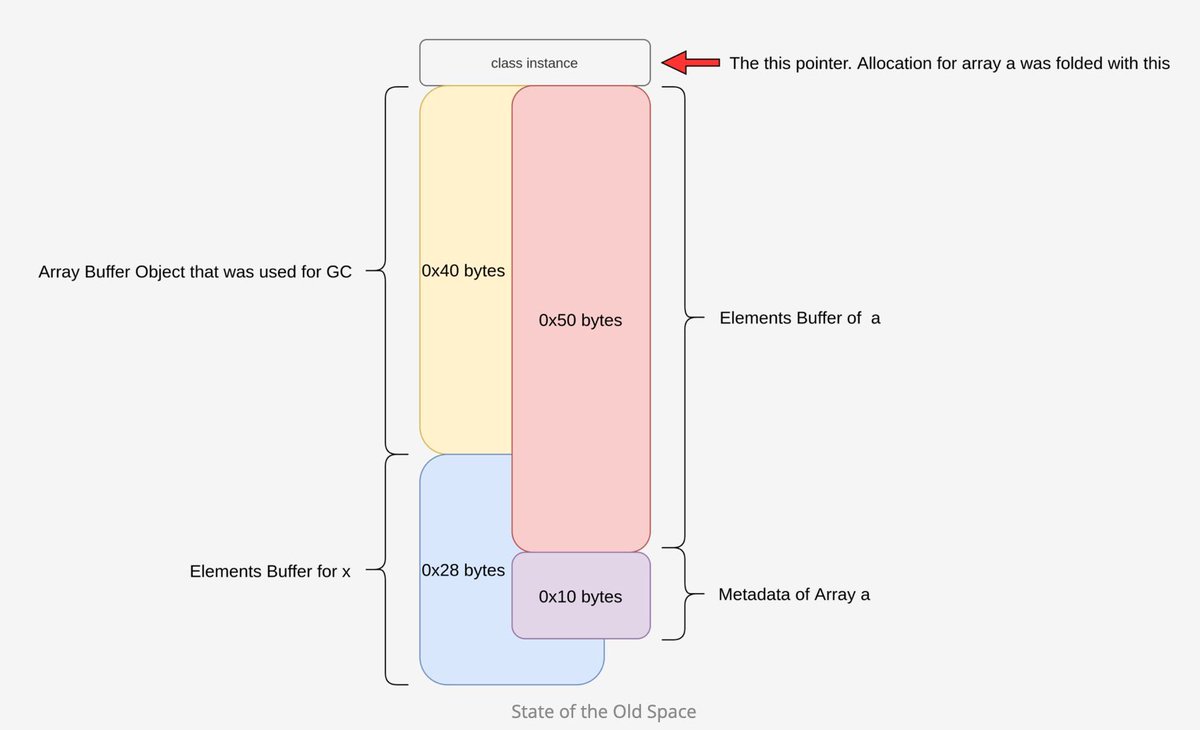 class instance
The this pointer. Allocation for array a was folded with this
Array Buffer Object that was used for GC
0x40 bytes
0x50 bytes
Elements Buffer of a
Elements Buffer for x
0x28 bytes
0x10 bytes
Metadada of Array a
State of the Old Space